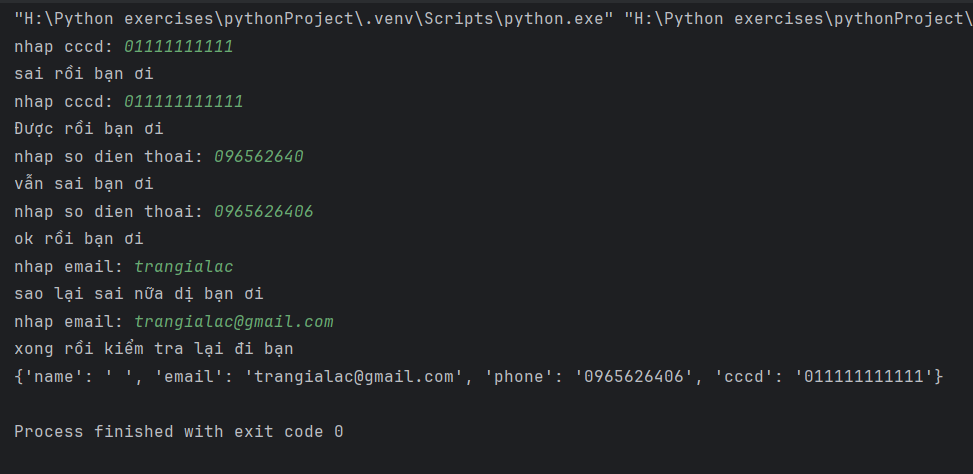 "H:\Python exercises\pythonProject\.venv\Scripts\python.exe" "H:\Python exercises\pythonProject\
nhap cccd: 01111111111
sai rồi bạn ơi
nhap cccd: 011111111111
Được rồi bạn ơi
nhap so dien thoai: 096562640
vẫn sai bạn ơi
nhap so dien thoai: 0965626406
ok rồi bạn ơi
nhap email: trangialac
sao lại sai nữa dị bạn ơi
nhap email: trangialac@gmail.com
xong rồi kiểm tra lại đi bạn
{'name': ' ', 'email': 'trangialac@gmail.com', 'phone': '0965626406', 'cccd': '011111111111'}
Process finished with exit code 0